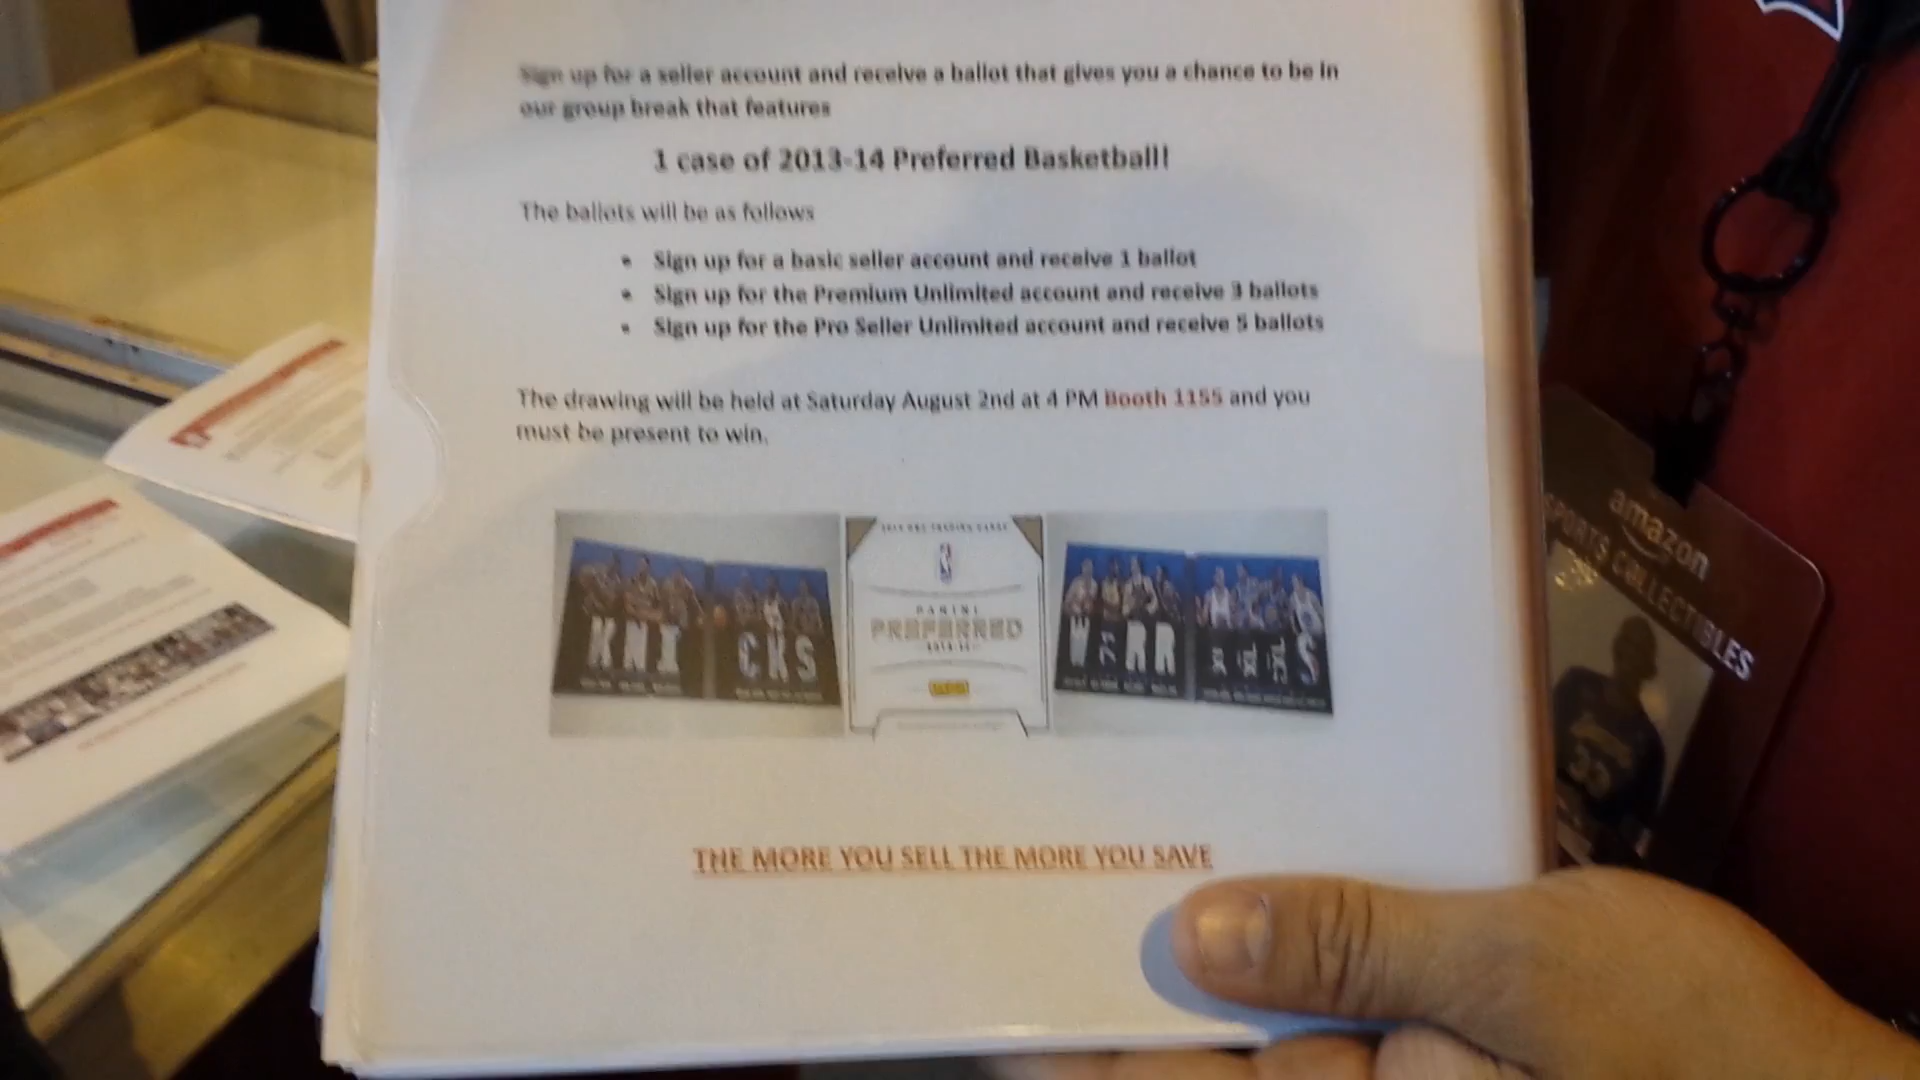 Sign up for a seller account and receive a ballot that gives you a chance to be in
our group break that features
1 case of 2013-14 Preferred Basketball!
The ballots will be as follows
• Sign up for a basic seller account and receive 1 ballot
• Sign up for the Premium Unlimited account and receive 3 ballots
• Sign up for the Pro Seller Unlimited account and receive 5 ballots
The drawing will be held at Saturday August 2nd at 4 PM Booth 1155 and you
must be present to win.
KNI CKS
PANINI
PREFERRED
W RR S
THE MORE YOU SELL THE MORE YOU SAVE
amazon
SPORTS COLLECTIBLES
33